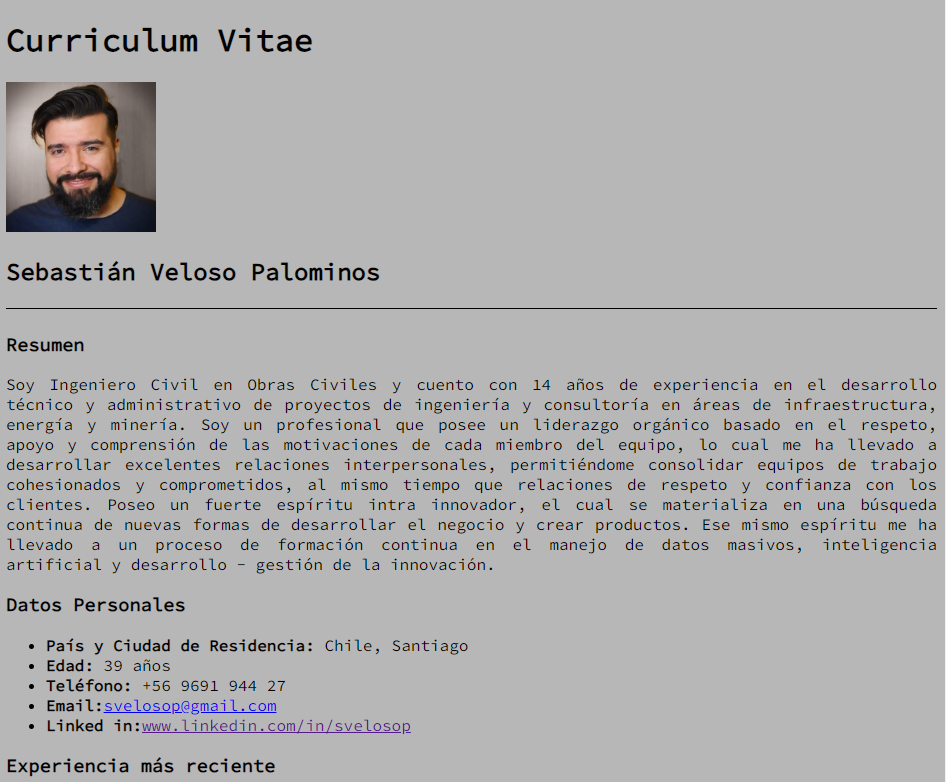 Curriculum Vitae
Sebastián Veloso Palominos
Resumen
Soy Ingeniero Civil en Obras Civiles y cuento con 14 años de experiencia en el desarrollo
técnico y administrativo de proyectos de ingeniería y consultoría en áreas de infraestructura,
energía y minería. Soy un profesional que posee un liderazgo orgánico basado en el respeto,
apoyo y comprensión de las motivaciones de cada miembro del equipo, lo cual me ha llevado a
desarrollar excelentes relaciones interpersonales, permitiéndome consolidar equipos de trabajo
cohesionados y comprometidos, al mismo tiempo que relaciones de respeto y confianza con los
clientes. Poseo un fuerte espíritu intra innovador, el cual se materializa en una búsqueda
continua de nuevas formas de desarrollar el negocio y crear productos. Ese mismo espíritu me ha
llevado a un proceso de formación continua en el manejo de datos masivos, inteligencia
artificial y desarrollo - gestión de la innovación.
Datos Personales
• País y Ciudad de Residencia: Chile, Santiago
• Edad: 39 años
• Teléfono: +56 9691 944 27
• Email:svelosop@gmail.com
• Linked in:www.linkedin.com/in/svelosop
Experiencia más reciente